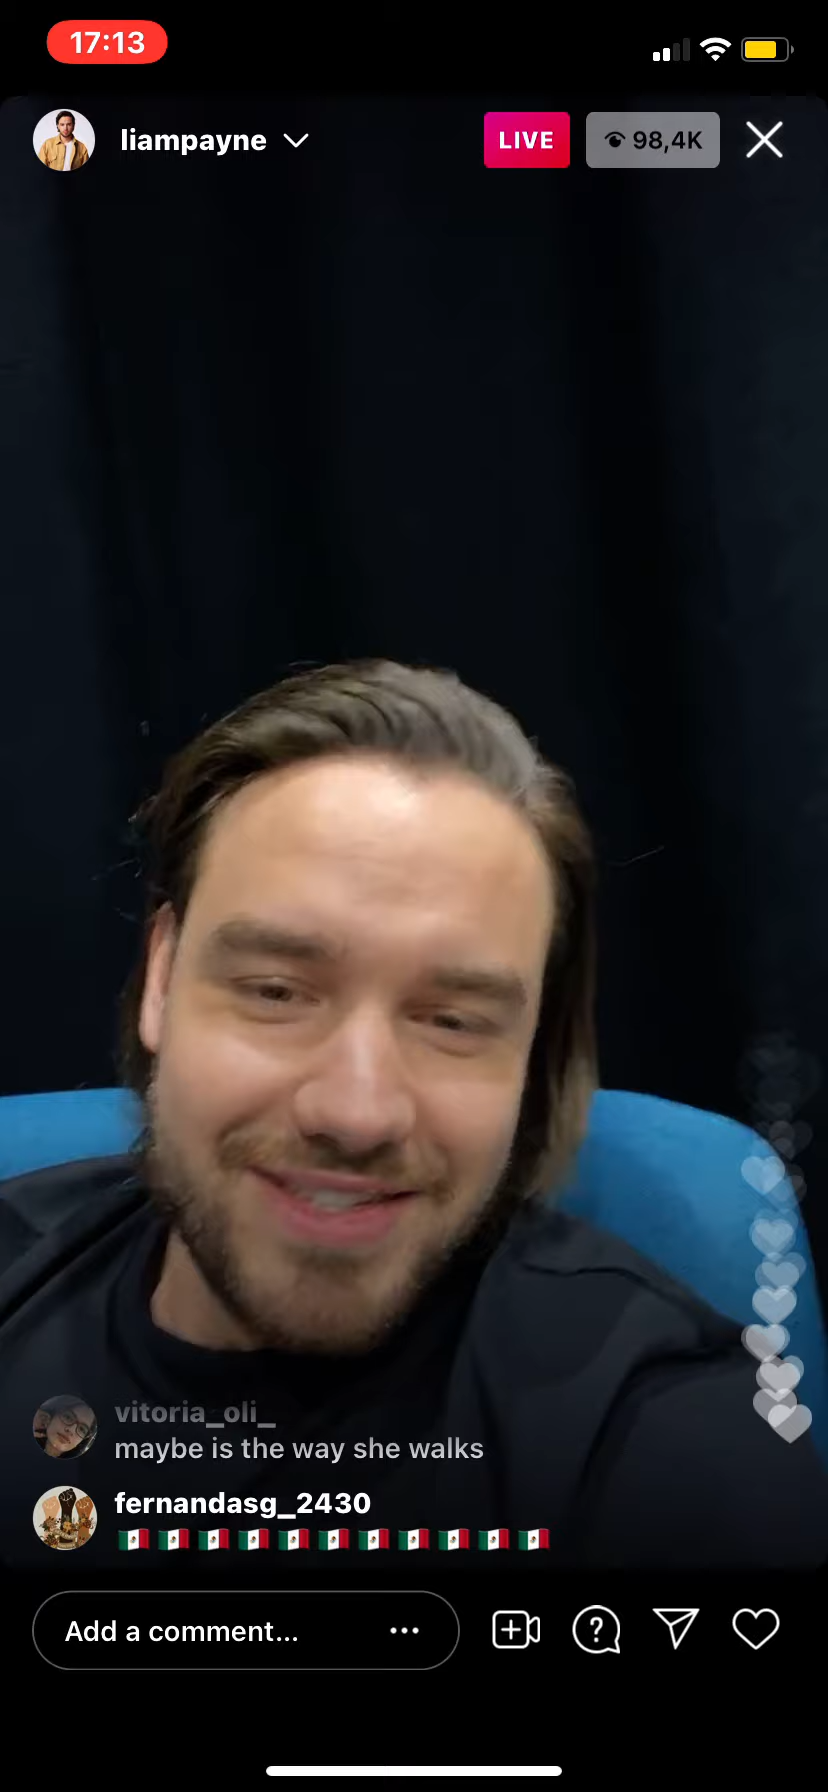 17:13
liampayne
LIVE
98,4K
vitoria_oli_
maybe is the way she walks
fernandasg_2430
🇲🇽🇲🇽🇲🇽🇲🇽🇲🇽🇲🇽🇲🇽🇲🇽🇲🇽🇲🇽🇲🇽
Add a comment...